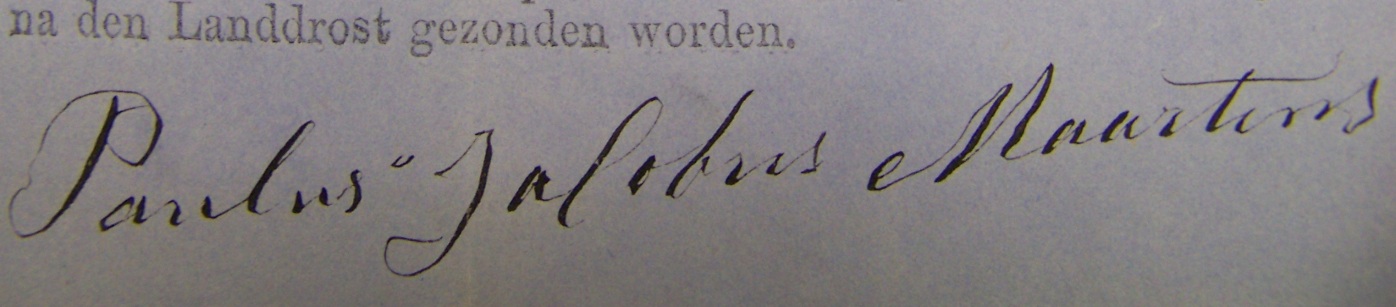 na den Landdrost gezonden worden.
Paulus Jacobus Maartens